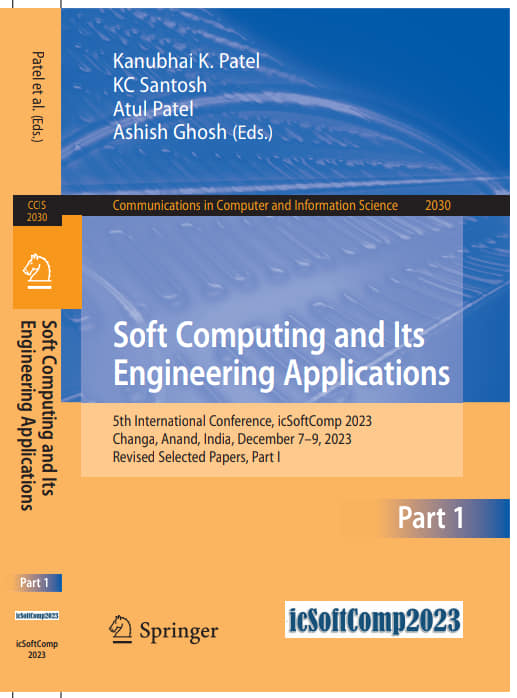 Patel et al. (Eds.)
CCIS
2030
Soft Computing and Its
Engineering Applications
Part 1
icSoftComp2023
icSoftComp
2023
Kanubhai K. Patel
KC Santosh
Atul Patel
Ashish Ghosh (Eds.)
Communications in Computer and Information Science 2030
Soft Computing and Its
Engineering Applications
5th International Conference, icSoftComp 2023
Changa, Anand, India, December 7–9, 2023
Revised Selected Papers, Part I
Part 1
Springer
icSoftComp2023